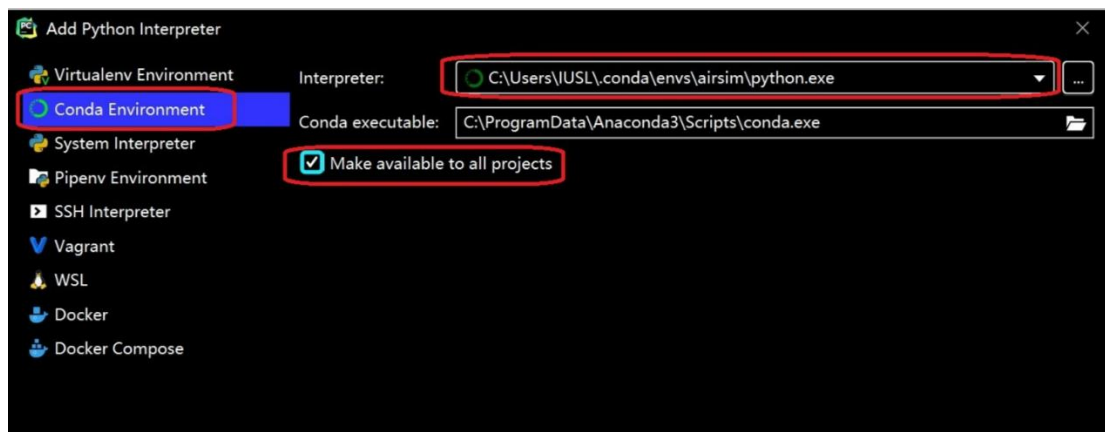 Add Python Interpreter
Virtualenv Environment
Conda Environment
System Interpreter
Pipenv Environment
SSH Interpreter
Vagrant
WSL
Docker
Docker Compose
Interpreter: C:\Users\IUSL\.conda\envs\airsim\python.exe ...
Conda executable: C:\ProgramData\Anaconda3\Scripts\conda.exe
Make available to all projects